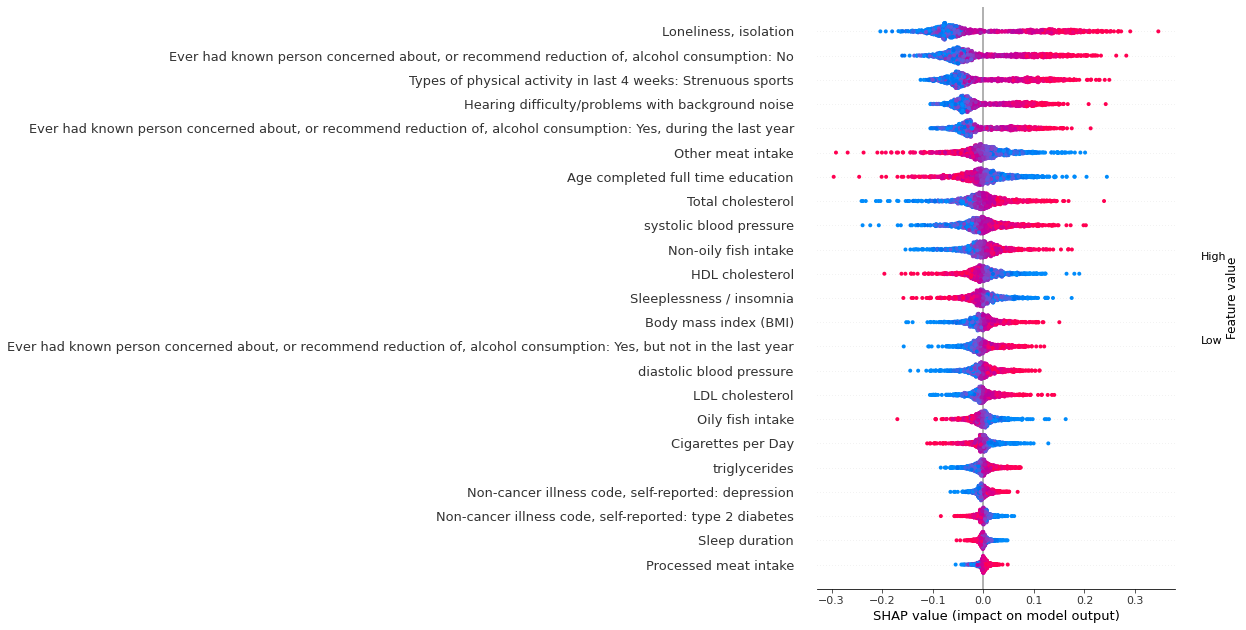 Loneliness, isolation
Ever had known person concerned about, or recommend reduction of, alcohol consumption: No
Types of physical activity in last 4 weeks: Strenuous sports
Hearing difficulty/problems with background noise
Ever had known person concerned about, or recommend reduction of, alcohol consumption: Yes, during the last year
Other meat intake
Age completed full time education
Total cholesterol
systolic blood pressure
Non-oily fish intake
HDL cholesterol
Sleeplessness / insomnia
Body mass index (BMI)
Ever had known person concerned about, or recommend reduction of, alcohol consumption: Yes, but not in the last year
diastolic blood pressure
LDL cholesterol
Oily fish intake
Cigarettes per Day
triglycerides
Non-cancer illness code, self-reported: depression
Non-cancer illness code, self-reported: type 2 diabetes
Sleep duration
Processed meat intake
−0.3 −0.2 −0.1 0.0 0.1 0.2 0.3
SHAP value (impact on model output)
High
Low
Feature value